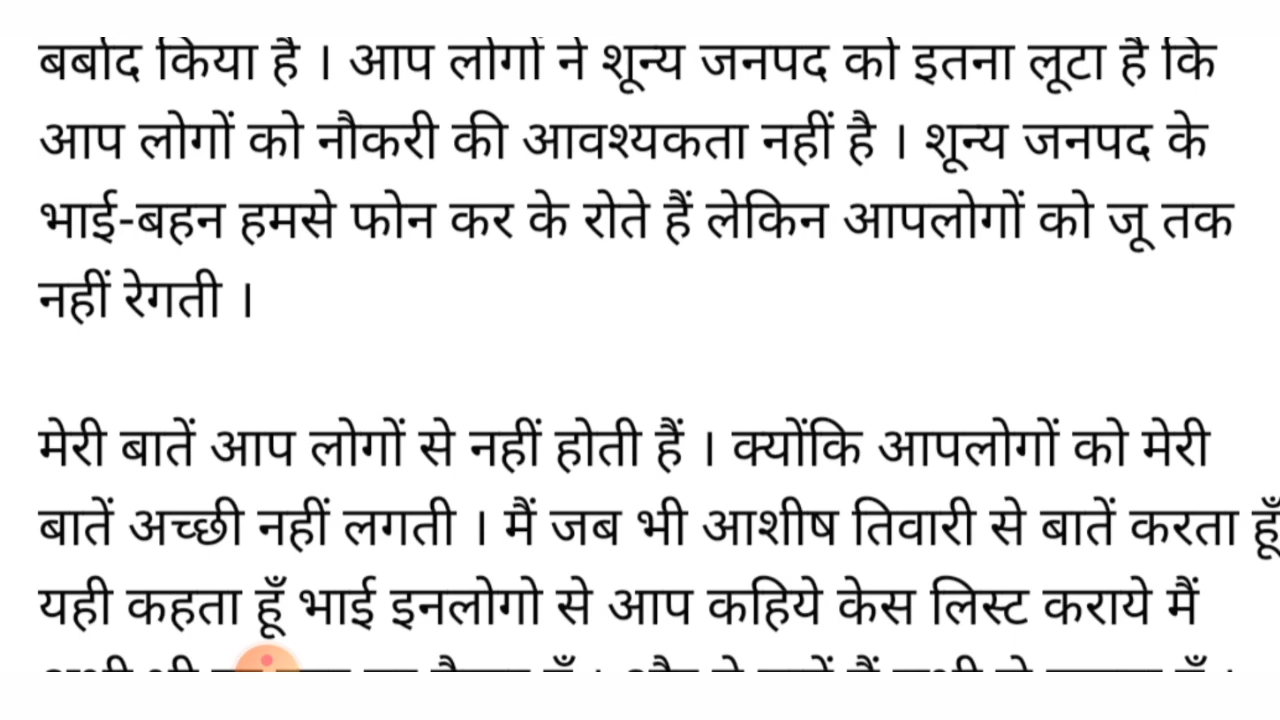 बर्बाद किया है । आप लोगों ने शून्य जनपद को इतना लूटा है कि
आप लोगों को नौकरी की आवश्यकता नहीं है । शून्य जनपद के
भाई-बहन हमसे फोन कर के रोते हैं लेकिन आपलोगों को जू तक
नहीं रेगती ।
मेरी बातें आप लोगों से नहीं होती हैं । क्योंकि आपलोगों को मेरी
बातें अच्छी नहीं लगती । मैं जब भी आशीष तिवारी से बातें करता हूँ
यही कहता हूँ भाई इनलोगो से आप कहिये केस लिस्ट कराये मैं